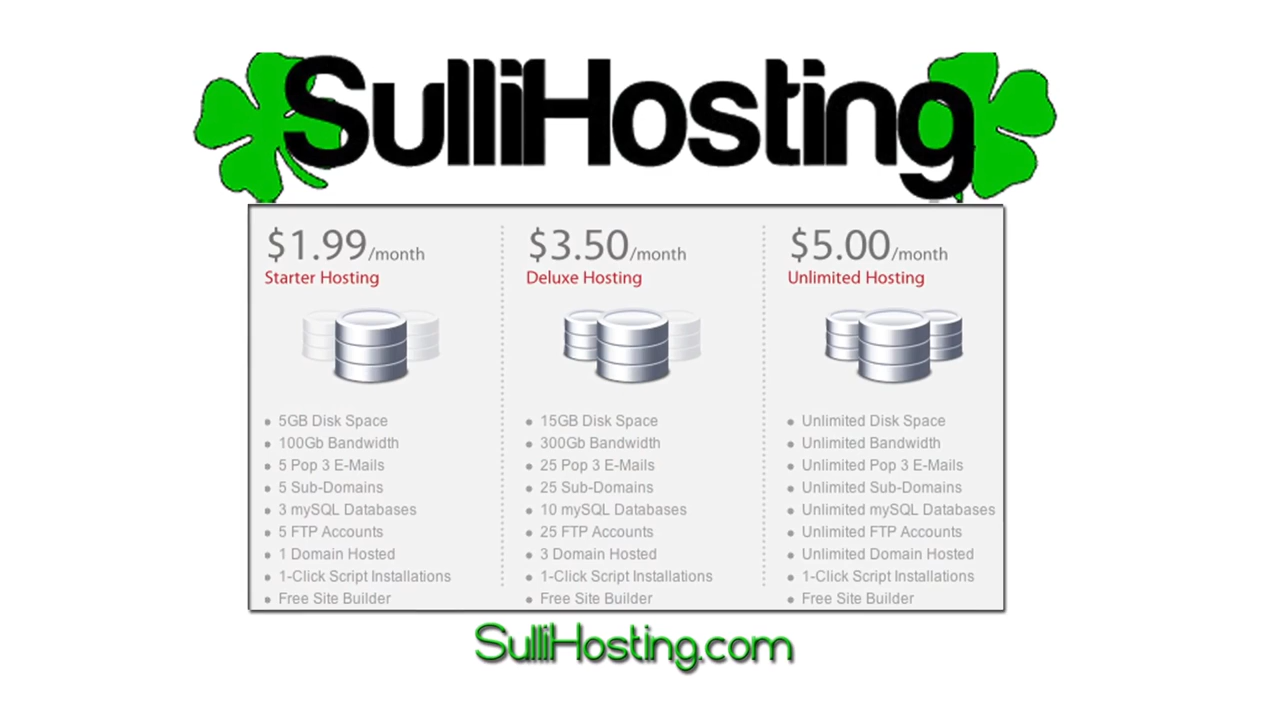 SulliHosting
$1.99/month
Starter Hosting
5GB Disk Space
100Gb Bandwidth
5 Pop 3 E-Mails
5 Sub-Domains
3 mySQL Databases
5 FTP Accounts
1 Domain Hosted
1-Click Script Installations
Free Site Builder
$3.50/month
Deluxe Hosting
15GB Disk Space
300Gb Bandwidth
25 Pop 3 E-Mails
25 Sub-Domains
10 mySQL Databases
25 FTP Accounts
3 Domain Hosted
1-Click Script Installations
Free Site Builder
$5.00/month
Unlimited Hosting
Unlimited Disk Space
Unlimited Bandwidth
Unlimited Pop 3 E-Mails
Unlimited Sub-Domains
Unlimited mySQL Databases
Unlimited FTP Accounts
Unlimited Domain Hosted
1-Click Script Installations
Free Site Builder
SulliHosting.com